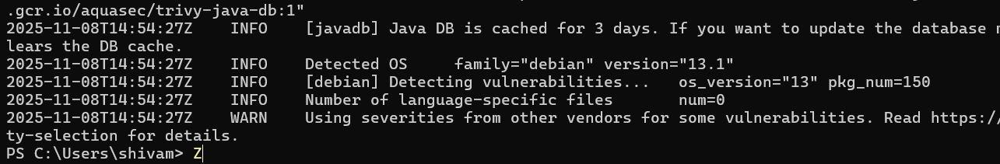 .gcr.io/aquasec/trivy-java-db:1"
2025-11-08T14:54:27Z    INFO    [javadb] Java DB is cached for 3 days. If you want to update the database
lears the DB cache.
2025-11-08T14:54:27Z    INFO    Detected OS     family="debian" version="13.1"
2025-11-08T14:54:27Z    INFO    [debian] Detecting vulnerabilities...   os_version="13" pkg_num=150
2025-11-08T14:54:27Z    INFO    Number of language-specific files       num=0
2025-11-08T14:54:27Z    WARN    Using severities from other vendors for some vulnerabilities. Read https:/
ty-selection for details.
PS C:\Users\shivam> Z